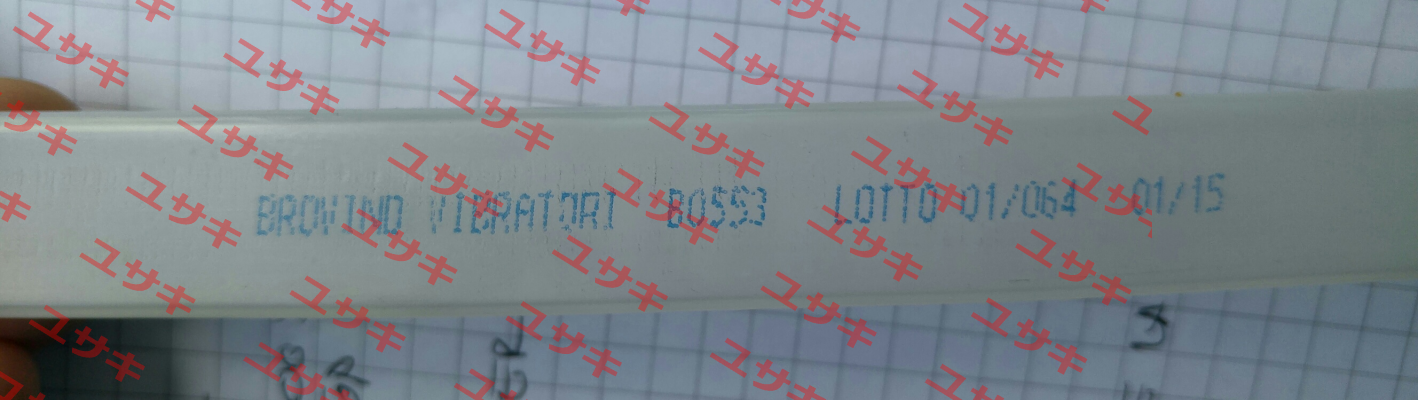 BROVIND VIBRATORI B0553 LOTTO 01/064 01/15
ユサキ